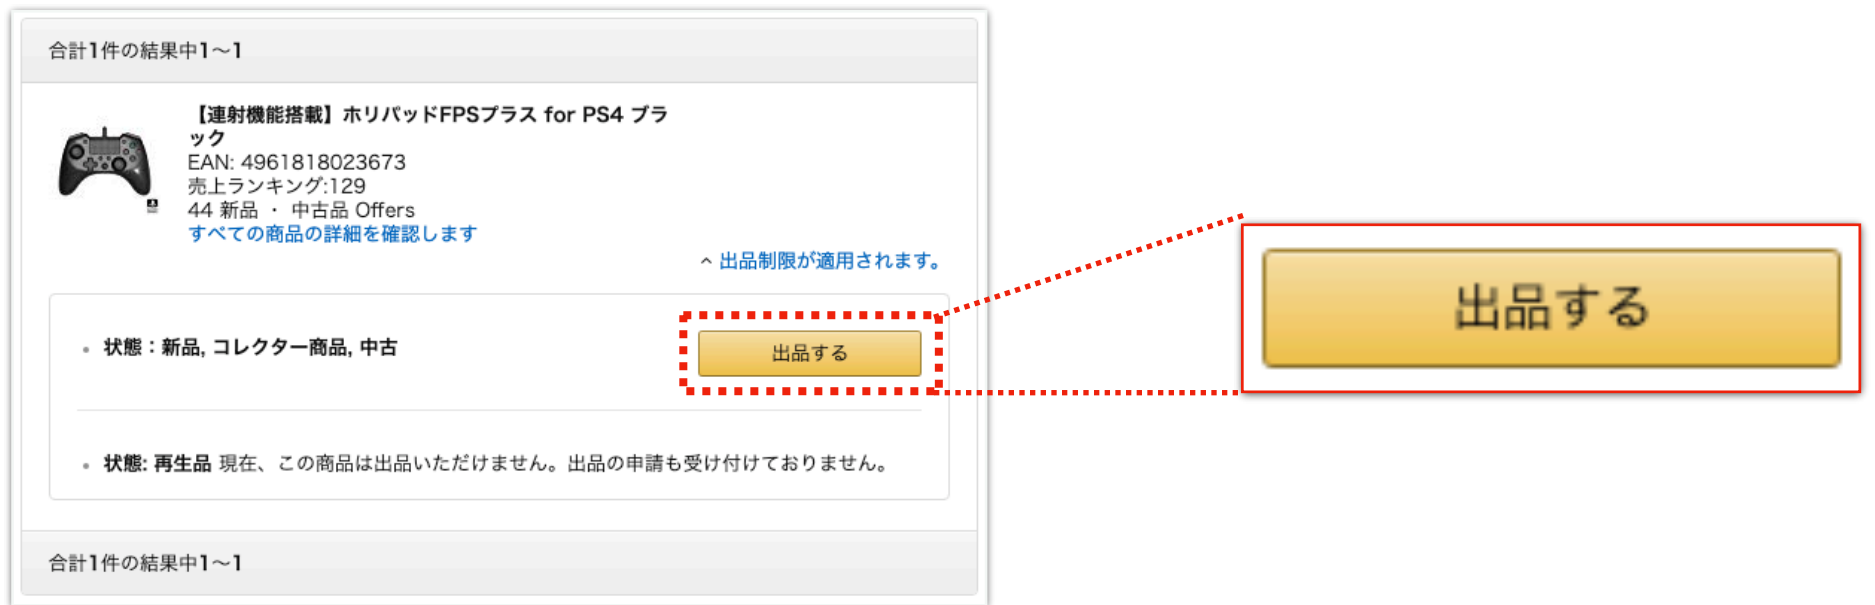 合計1件の結果中1～1
【連射機能搭載】ホリパッドFPSプラス for PS4 ブラ
ック
EAN: 4961818023673
売上ランキング:129
44 新品 ・ 中古品 Offers
すべての商品の詳細を確認します
出品制限が適用されます。
状態：新品, コレクター商品, 中古
出品する
状態: 再生品 現在、この商品は出品いただけません。出品の申請も受け付けておりません。
合計1件の結果中1～1
出品する